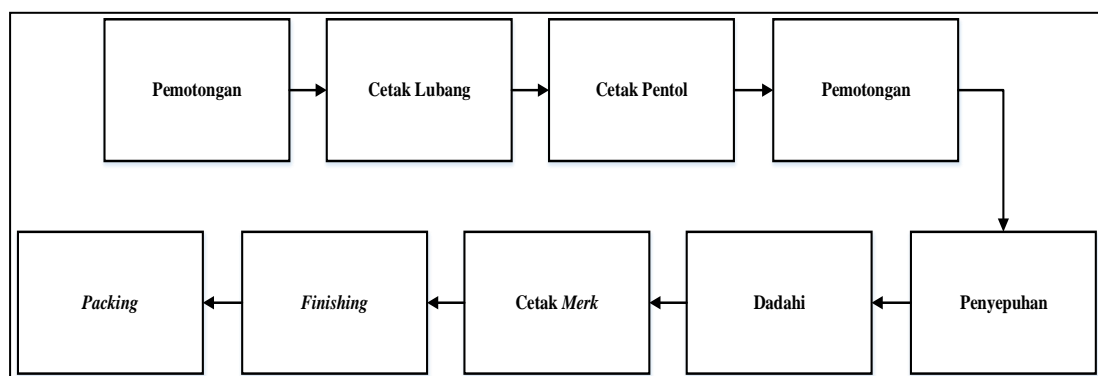 Pemotongan
Cetak Lubang
Cetak Pentol
Pemotongan
Penyepuhan
Dadahi
Cetak Merk
Finishing
Packing